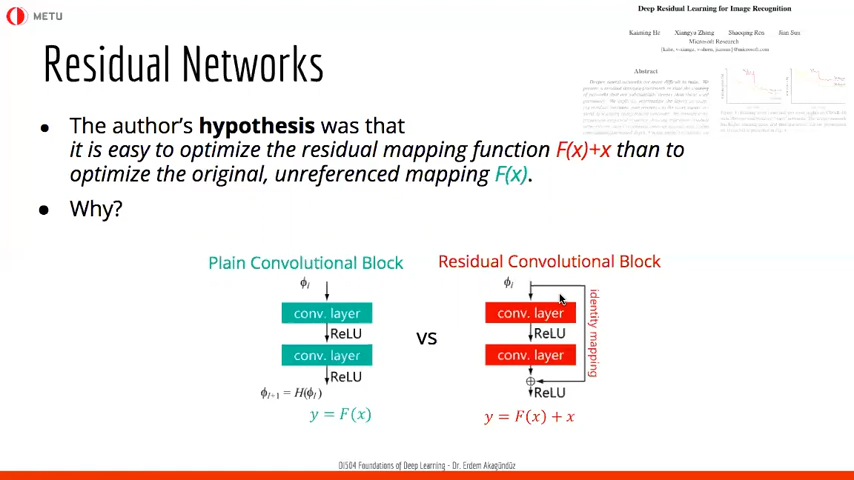 METU
Deep Residual Learning for Image Recognition
Kaiming He Xiangyu Zhang Shaoqing Ren Jian Sun
Microsoft Research
Abstract
Residual Networks
● The author's hypothesis was that
it is easy to optimize the residual mapping function F(x)+x than to
optimize the original, unreferenced mapping F(x).
● Why?
Plain Convolutional Block
ϕl
conv. layer
ReLU
conv. layer
ReLU
ϕl+1 = H(ϕl)
y = F(x)
vs
Residual Convolutional Block
ϕl
conv. layer
ReLU
conv. layer
ReLU
identity mapping
y = F(x) + x
DI504 Foundations of Deep Learning - Dr. Erdem Akagündüz